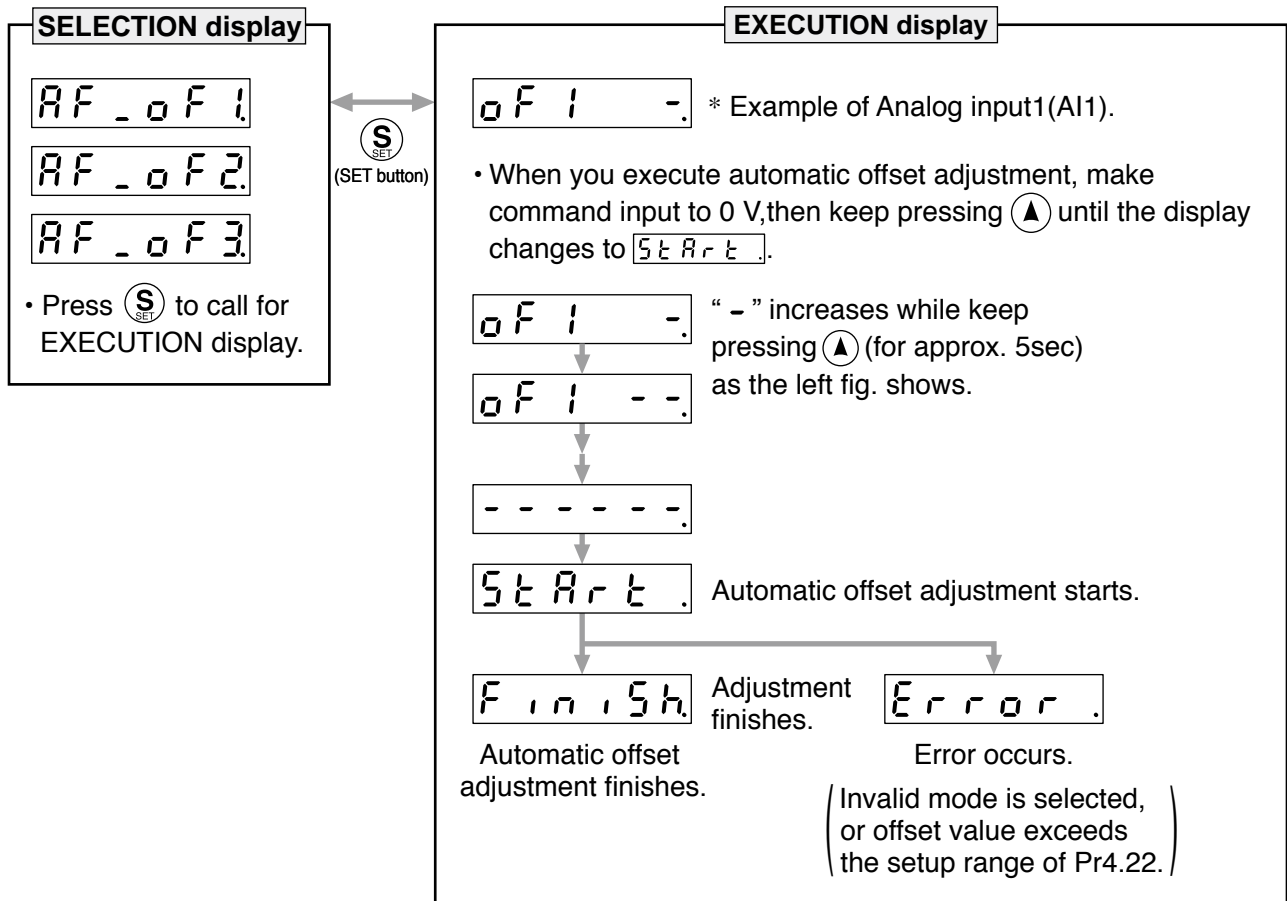 SELECTION display
AF_oF1.
AF_oF2.
AF_oF3.
• Press S SET to call for
EXECUTION display.
S SET
(SET button)
EXECUTION display
oF1 -.
* Example of Analog input1(AI1).
• When you execute automatic offset adjustment, make
command input to 0 V,then keep pressing ▲ until the display
changes to StArt ..
oF1 -.
“ - ” increases while keep
pressing ▲ (for approx. 5sec)
as the left fig. shows.
oF1 --.
------.
StArt .
Automatic offset adjustment starts.
FiniSh.
Adjustment
finishes.
Automatic offset
adjustment finishes.
Error .
Error occurs.
(Invalid mode is selected,
or offset value exceeds
the setup range of Pr4.22.)